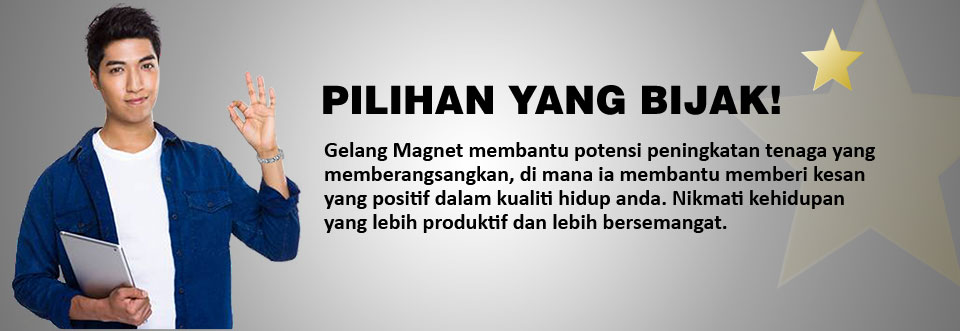 PILIHAN YANG BIJAK!
Gelang Magnet membantu potensi peningkatan tenaga yang
memberangsangkan, di mana ia membantu memberi kesan
yang positif dalam kualiti hidup anda. Nikmati kehidupan
yang lebih produktif dan lebih bersemangat.